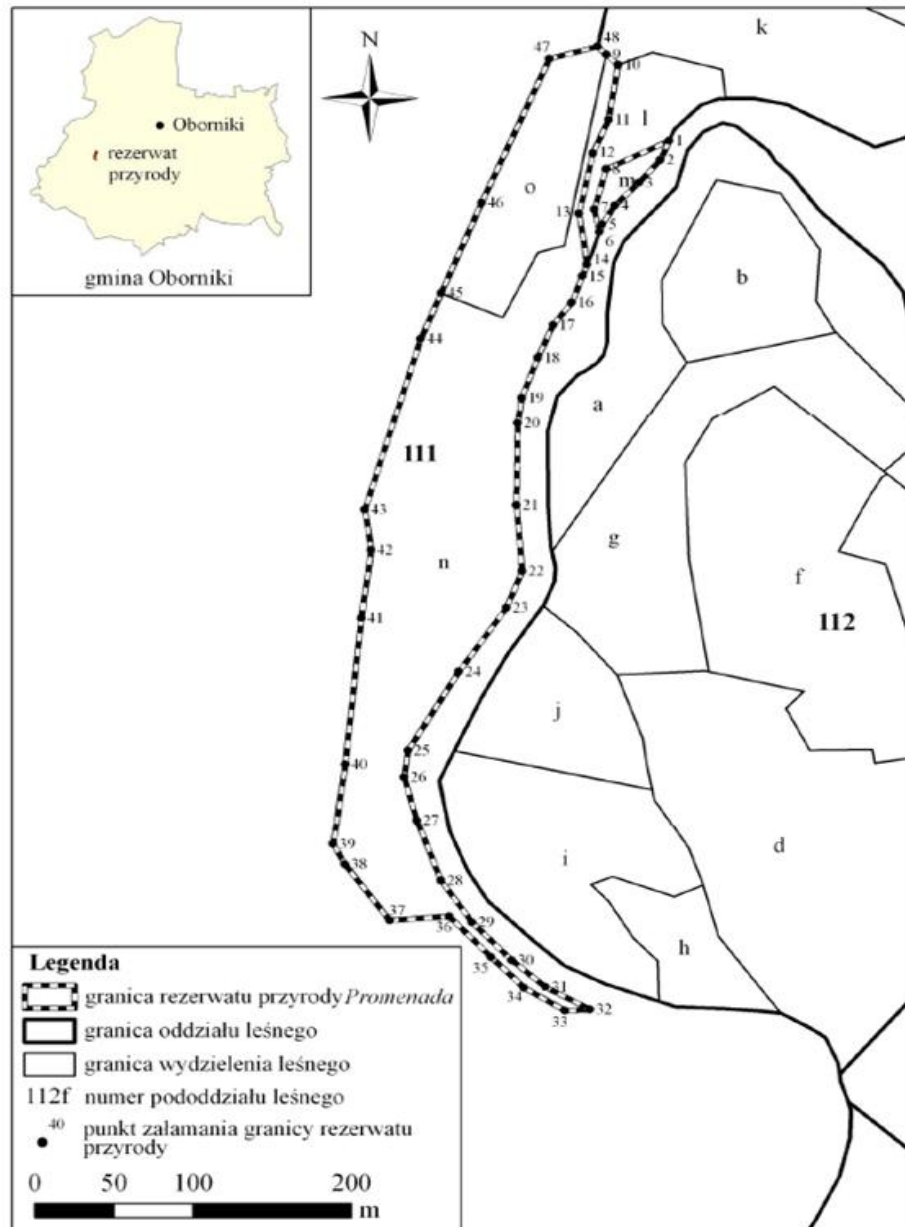 Oborniki
rezerwat
przyrody
gmina Oborniki
N
k
48
47
9
10
11
l
1
12
2
8
m
3
o
13
7
4
5
6
46
14
15
b
45
16
17
44
18
19
a
20
111
43
21
g
42
n
22
f
23
112
41
24
j
25
40
26
27
d
39
i
38
28
37
36
29
h
35
30
31
34
32
33
Legenda
granica rezerwatu przyrody Promenada
granica oddziału leśnego
granica wydzielenia leśnego
112f numer pododdziału leśnego
40 punkt załamania granicy rezerwatu
przyrody
0 50 100 200
m